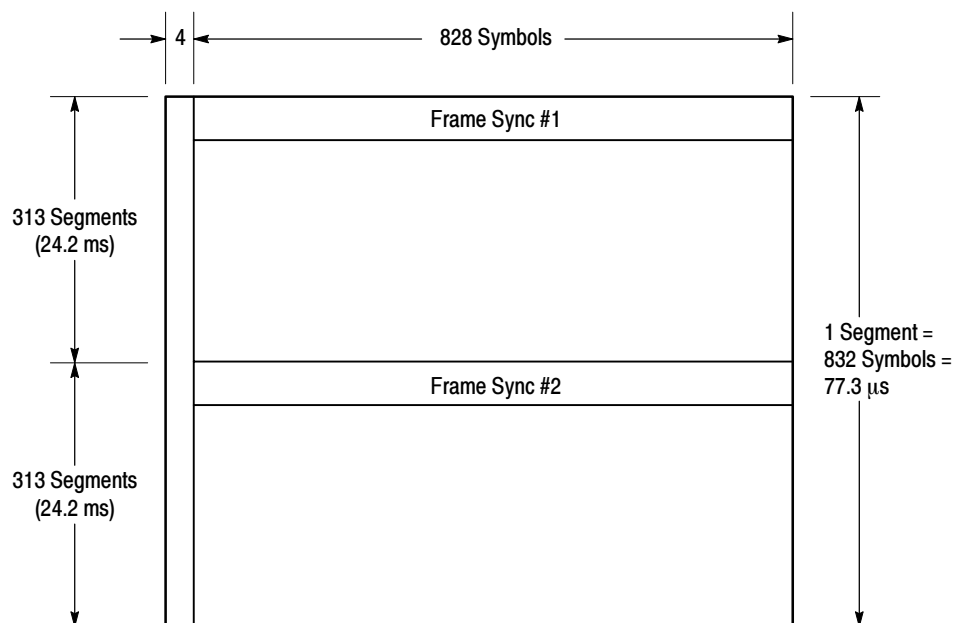 4
828 Symbols
Frame Sync #1
313 Segments
(24.2 ms)
1 Segment =
832 Symbols =
77.3 μs
Frame Sync #2
313 Segments
(24.2 ms)